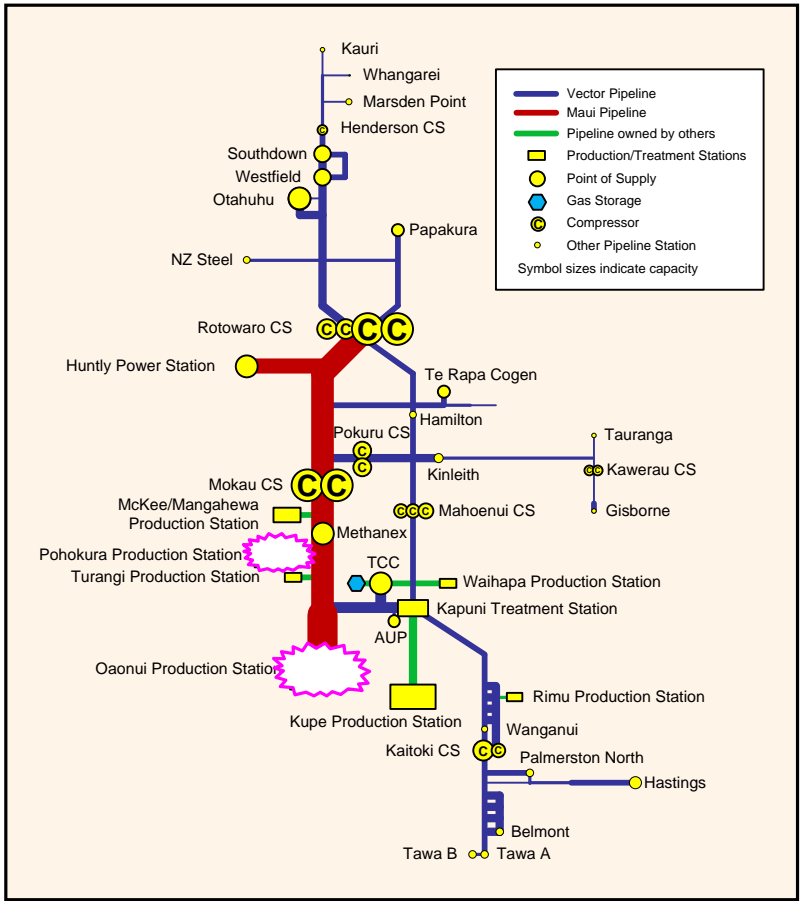 Kauri
Whangarei
Marsden Point
Henderson CS
Southdown
Westfield
Otahuhu
Papakura
NZ Steel
Rotowaro CS
C C C C
Huntly Power Station
Te Rapa Cogen
Hamilton
Pokuru CS
C
C
Kinleith
Tauranga
C C Kawerau CS
Gisborne
Mokau CS
C C
McKee/Mangahewa
Production Station
C C C Mahoenui CS
Methanex
Pohokura Production Station
Turangi Production Station
TCC
Waihapa Production Station
Kapuni Treatment Station
AUP
Oaonui Production Station
Kupe Production Station
Rimu Production Station
Wanganui
Kaitoki CS
C C
Palmerston North
Hastings
Belmont
Tawa B
Tawa A
Vector Pipeline
Maui Pipeline
Pipeline owned by others
Production/Treatment Stations
Point of Supply
Gas Storage
C Compressor
Other Pipeline Station
Symbol sizes indicate capacity